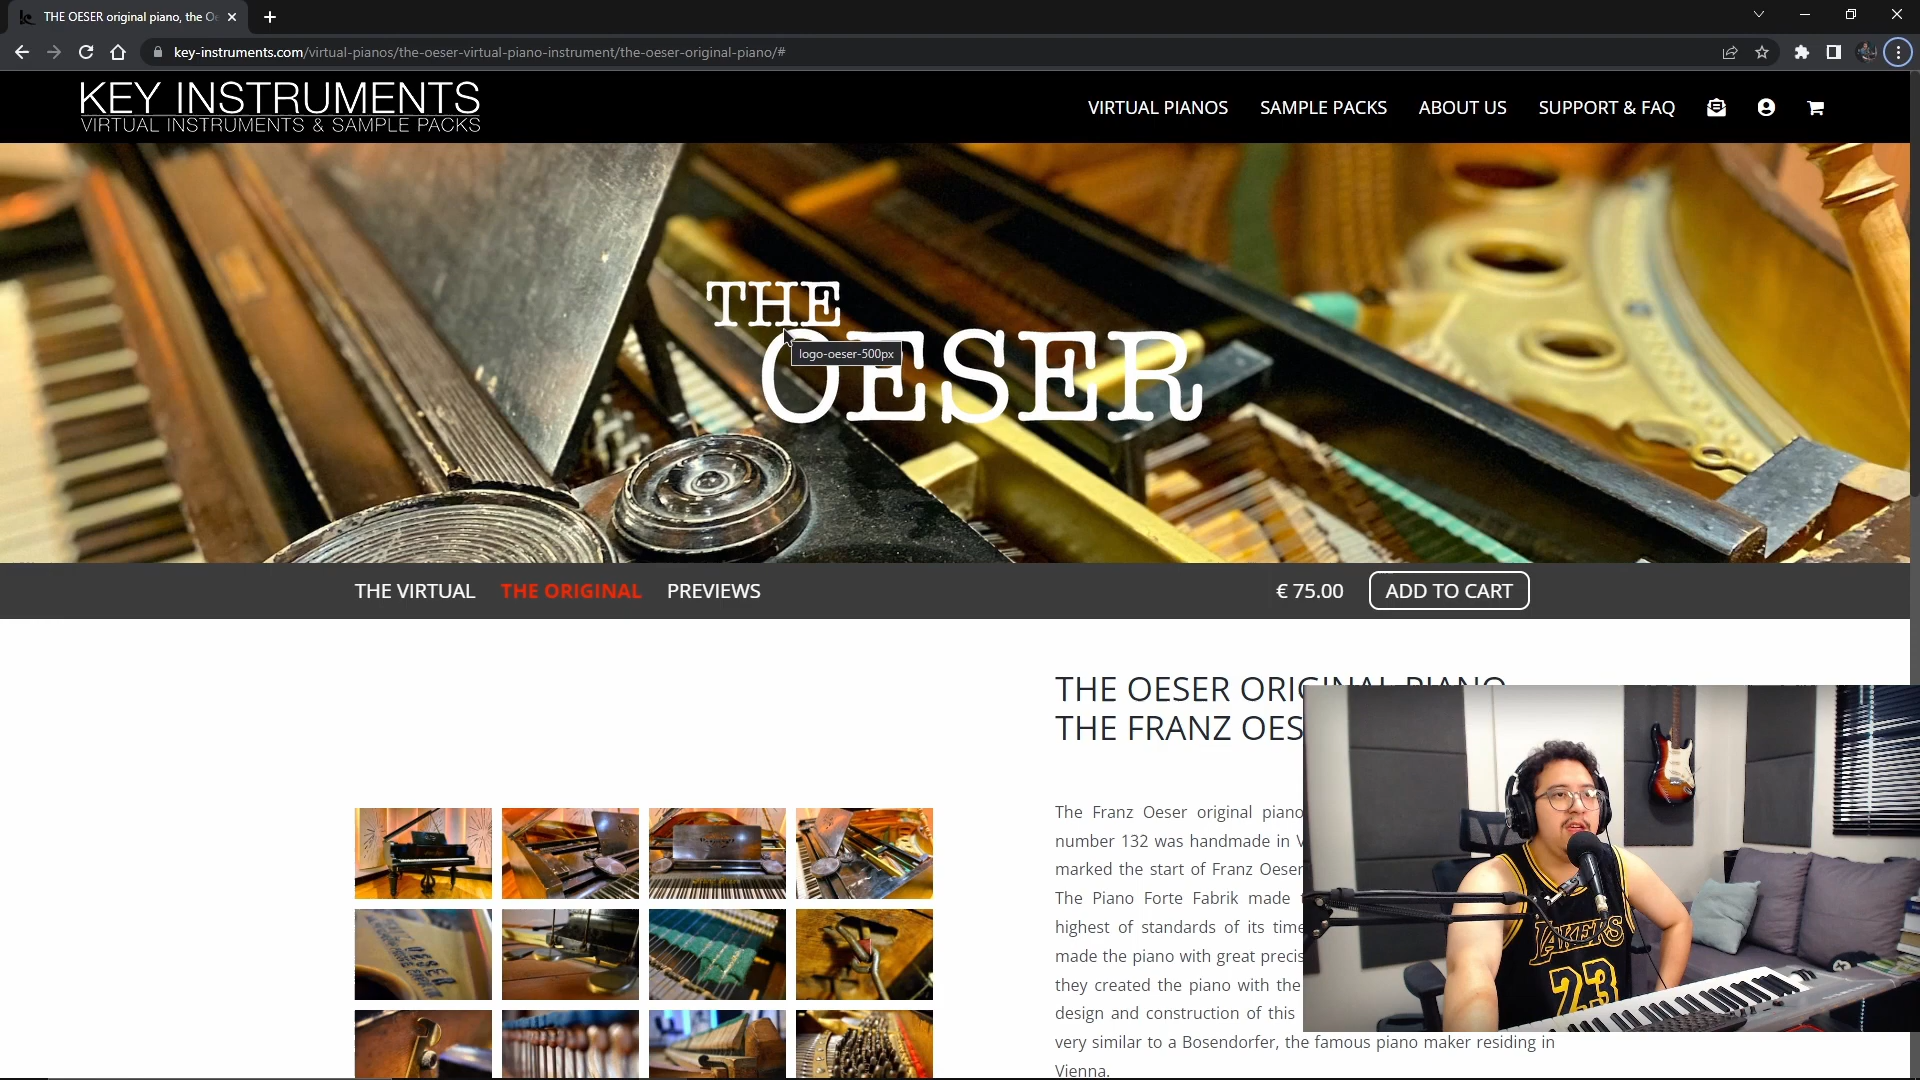 THE OESER original piano, the Oe
key-instruments.com/virtual-pianos/the-oeser-virtual-piano-instrument/the-oeser-original-piano/#
KEY INSTRUMENTS
VIRTUAL INSTRUMENTS & SAMPLE PACKS
VIRTUAL PIANOS SAMPLE PACKS ABOUT US SUPPORT & FAQ
THE
logo-oeser-500px
OESER
THE VIRTUAL THE ORIGINAL PREVIEWS € 75.00 ADD TO CART
THE OESER ORIGINAL PIANO
THE FRANZ OES
The Franz Oeser original piano
number 132 was handmade in V
marked the start of Franz Oeser
The Piano Forte Fabrik made
highest of standards of its time
made the piano with great precis
they created the piano with the
design and construction of this
very similar to a Bosendorfer, the famous piano maker residing in
Vienna.
LAKERS
23